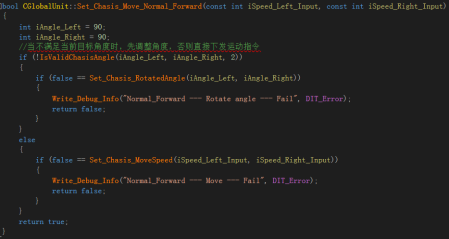 bool CGlobalUnit::Set_Chasis_Move_Normal_Forward(const int iSpeed_Left_Input, const int iSpeed_Right_Input)
{
int iAngle_Left = 90;
int iAngle_Right = 90;
//当不满足当前目标角度时，先调整角度，否则直接下发运动指令
if (!IsValidChasisAngle(iAngle_Left, iAngle_Right, 2))
{
if (false == Set_Chasis_RotatedAngle(iAngle_Left, iAngle_Right))
{
Write_Debug_Info("Normal_Forward --- Rotate angle --- Fail", DIT_Error);
return false;
}
}
else
{
if (false == Set_Chasis_MoveSpeed(iSpeed_Left_Input, iSpeed_Right_Input))
{
Write_Debug_Info("Normal_Forward --- Move --- Fail", DIT_Error);
return false;
}
}
return true;
}